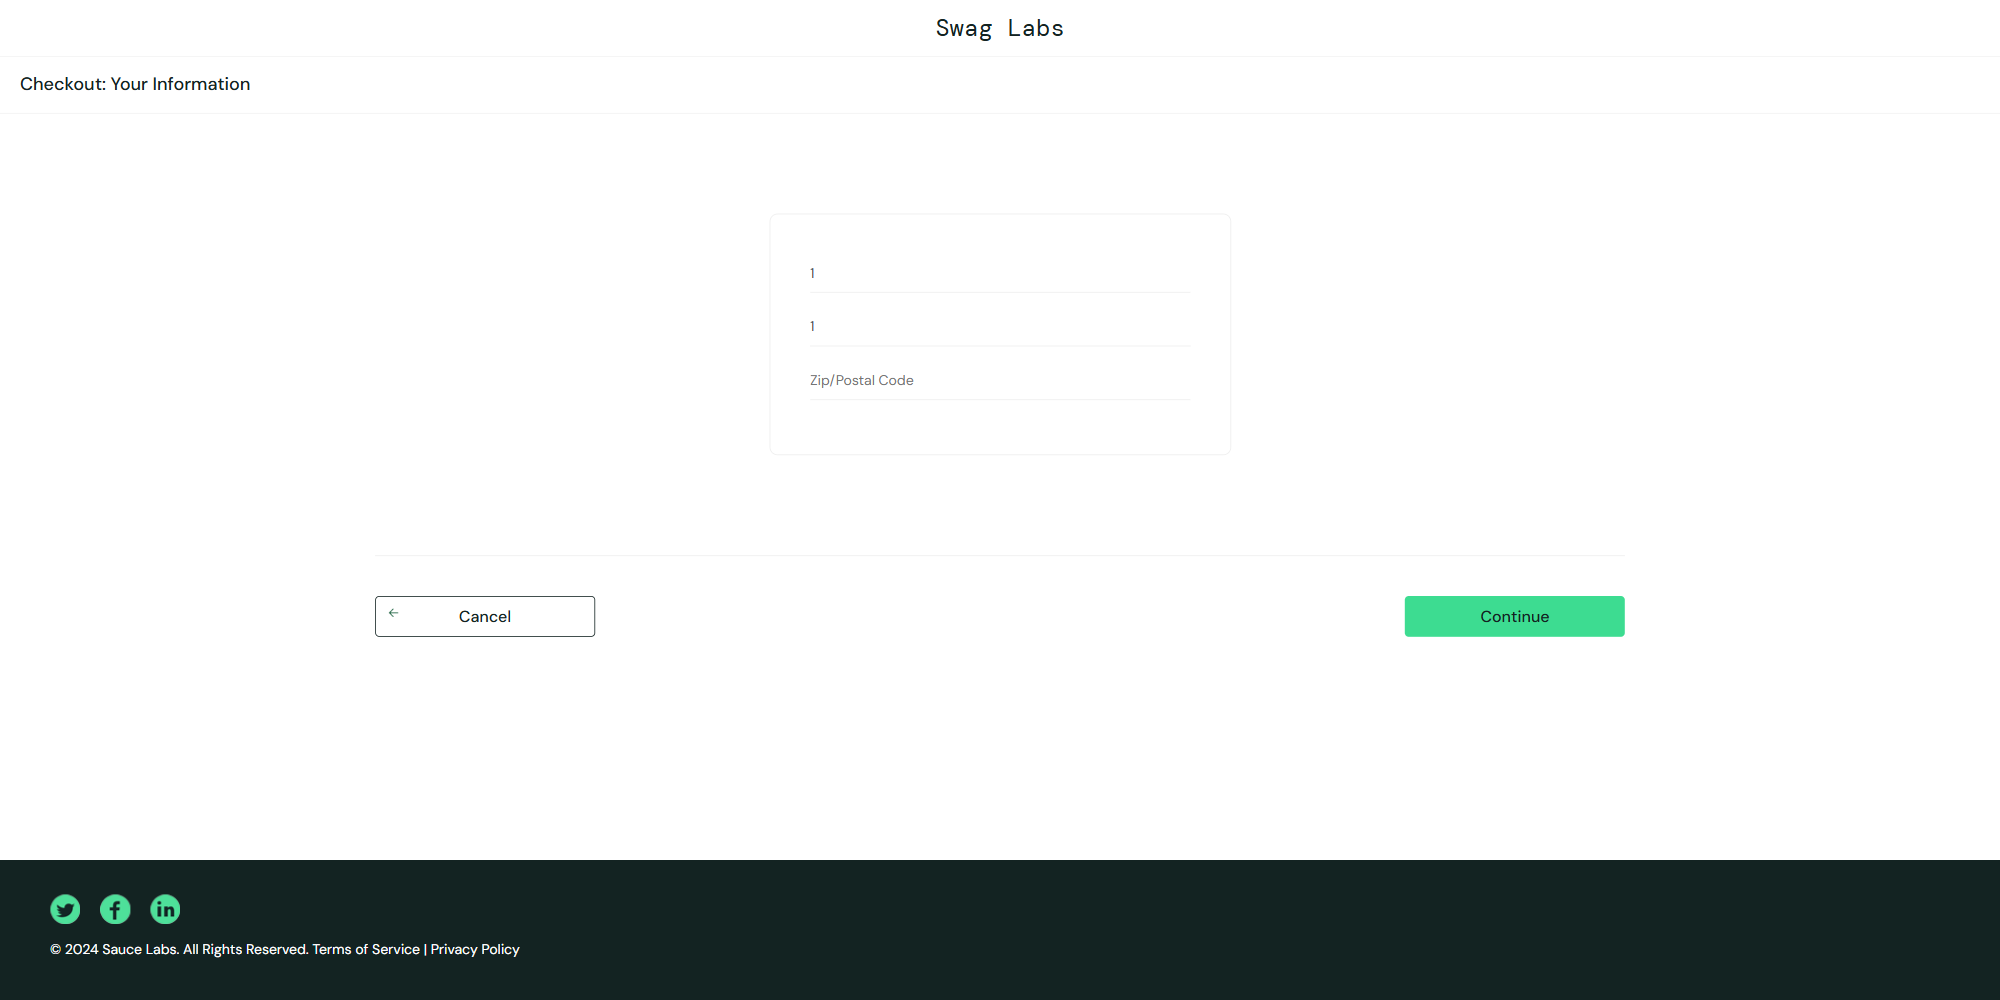 Swag Labs
Checkout: Your Information
1
1
Zip/Postal Code
Cancel
Continue
© 2024 Sauce Labs. All Rights Reserved. Terms of Service | Privacy Policy